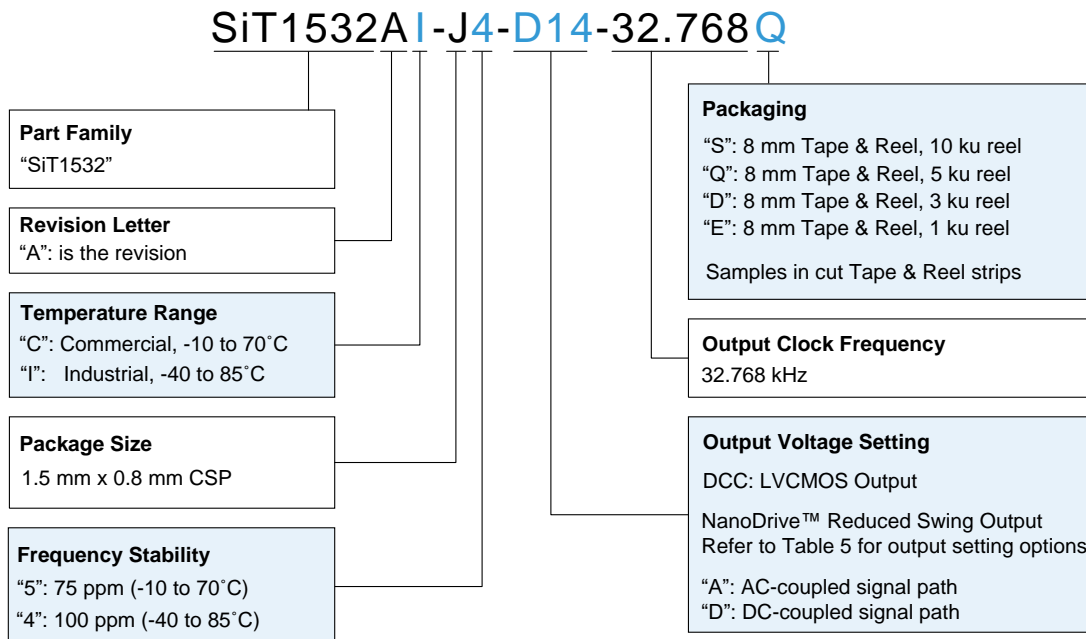 SiT1532AI-J4-D14-32.768Q
Part Family
“SiT1532”
Revision Letter
“A”: is the revision
Temperature Range
“C”: Commercial, -10 to 70˚C
“I”: Industrial, -40 to 85˚C
Package Size
1.5 mm x 0.8 mm CSP
Frequency Stability
“5”: 75 ppm (-10 to 70˚C)
“4”: 100 ppm (-40 to 85˚C)
Packaging
“S”: 8 mm Tape & Reel, 10 ku reel
“Q”: 8 mm Tape & Reel, 5 ku reel
“D”: 8 mm Tape & Reel, 3 ku reel
“E”: 8 mm Tape & Reel, 1 ku reel
Samples in cut Tape & Reel strips
Output Clock Frequency
32.768 kHz
Output Voltage Setting
DCC: LVCMOS Output
NanoDrive™ Reduced Swing Output
Refer to Table 5 for output setting options
“A”: AC-coupled signal path
“D”: DC-coupled signal path